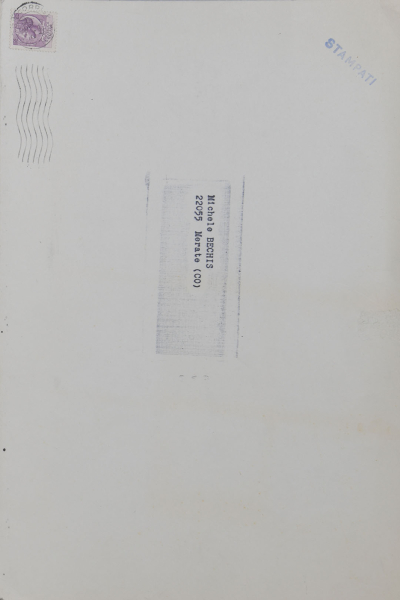 STAMPATI
Michele BECHIS
22055 Merate (CO)